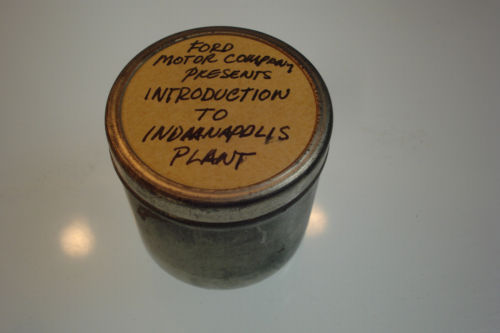 FORD
MOTOR COMPANY
PRESENTS
INTRODUCTION
TO
INDIANAPOLIS
PLANT